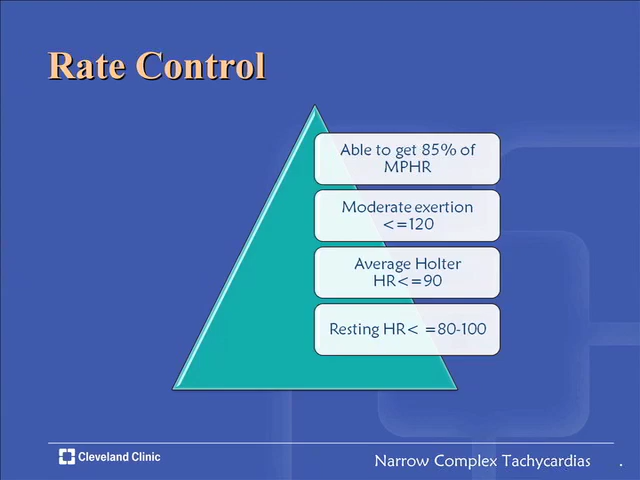 Rate Control
Able to get 85% of
MPHR
Moderate exertion
<=120
Average Holter
HR<=90
Resting HR< =80-100
Cleveland Clinic
Narrow Complex Tachycardias .